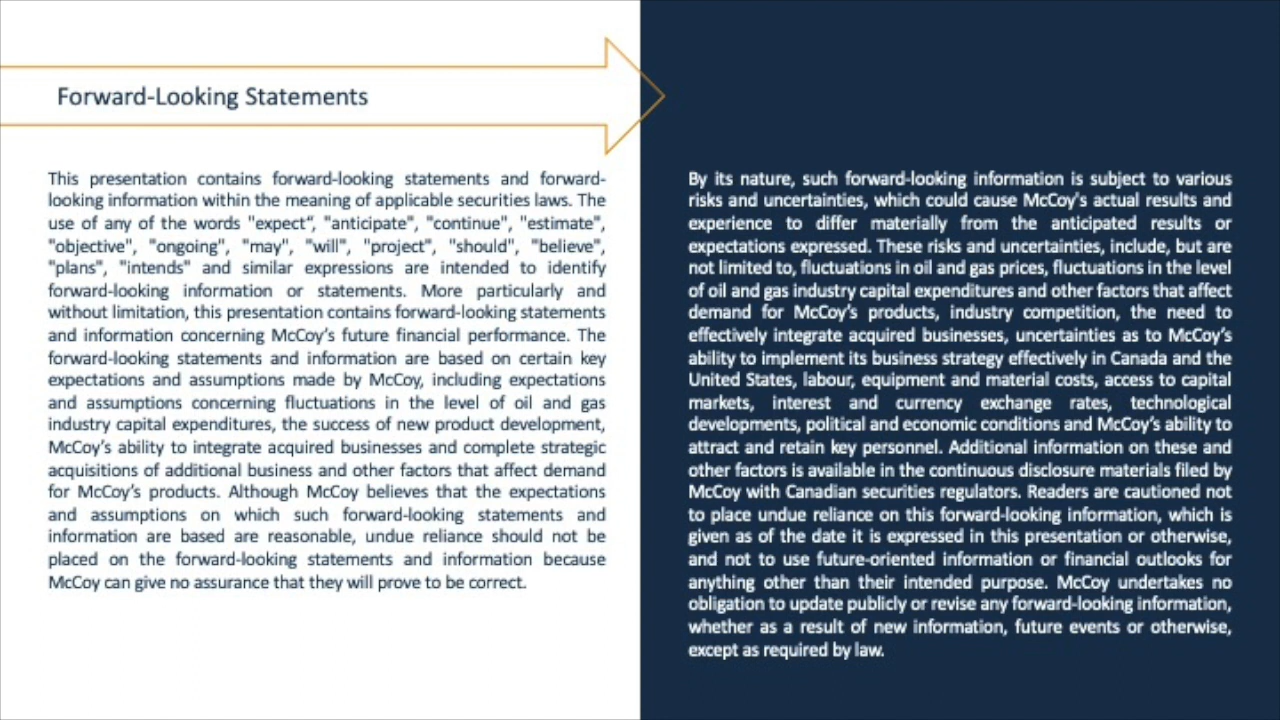 Forward-Looking Statements
This presentation contains forward-looking statements and forward-
looking information within the meaning of applicable securities laws. The
use of any of the words "expect“, "anticipate", "continue", "estimate",
"objective", "ongoing", "may", "will", "project", "should", "believe",
"plans", "intends" and similar expressions are intended to identify
forward-looking information or statements. More particularly and
without limitation, this presentation contains forward-looking statements
and information concerning McCoy’s future financial performance. The
forward-looking statements and information are based on certain key
expectations and assumptions made by McCoy, including expectations
and assumptions concerning fluctuations in the level of oil and gas
industry capital expenditures, the success of new product development,
McCoy’s ability to integrate acquired businesses and complete strategic
acquisitions of additional business and other factors that affect demand
for McCoy’s products. Although McCoy believes that the expectations
and assumptions on which such forward-looking statements and
information are based are reasonable, undue reliance should not be
placed on the forward-looking statements and information because
McCoy can give no assurance that they will prove to be correct.
By its nature, such forward-looking information is subject to various
risks and uncertainties, which could cause McCoy's actual results and
experience to differ materially from the anticipated results or
expectations expressed. These risks and uncertainties, include, but are
not limited to, fluctuations in oil and gas prices, fluctuations in the level
of oil and gas industry capital expenditures and other factors that affect
demand for McCoy’s products, industry competition, the need to
effectively integrate acquired businesses, uncertainties as to McCoy’s
ability to implement its business strategy effectively in Canada and the
United States, labour, equipment and material costs, access to capital
markets, interest and currency exchange rates, technological
developments, political and economic conditions and McCoy’s ability to
attract and retain key personnel. Additional information on these and
other factors is available in the continuous disclosure materials filed by
McCoy with Canadian securities regulators. Readers are cautioned not
to place undue reliance on this forward-looking information, which is
given as of the date it is expressed in this presentation or otherwise,
and not to use future-oriented information or financial outlooks for
anything other than their intended purpose. McCoy undertakes no
obligation to update publicly or revise any forward-looking information,
whether as a result of new information, future events or otherwise,
except as required by law.